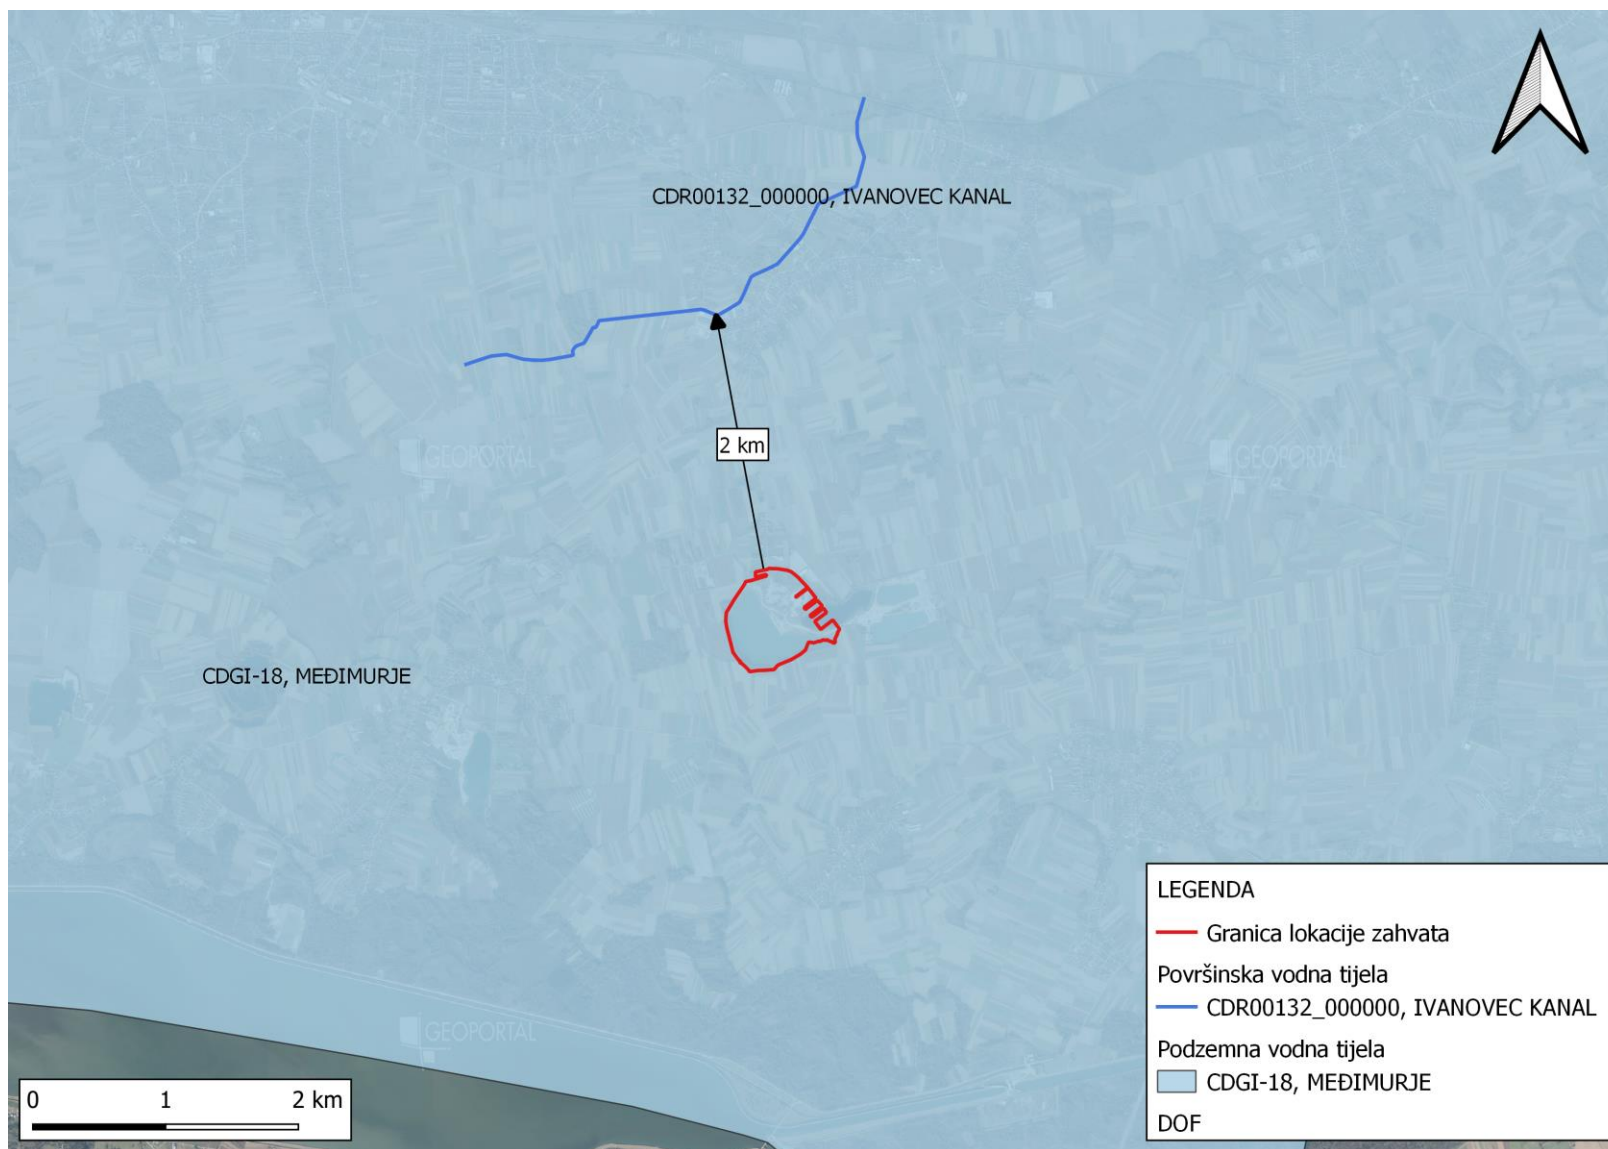 CDR00132_000000, IVANOVEC KANAL
2 km
GEOPORTAL
GEOPORTAL
CDGI-18, MEĐIMURJE
GEOPORTAL
LEGENDA
Granica lokacije zahvata
Površinska vodna tijela
CDR00132_000000, IVANOVEC KANAL
Podzemna vodna tijela
CDGI-18, MEĐIMURJE
DOF
0 1 2 km